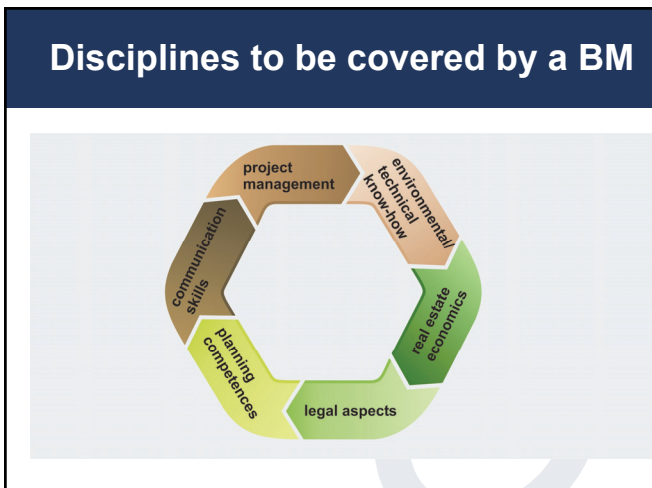 Disciplines to be covered by a BM
project
management
environmental/
technical
know-how
real estate
economics
legal aspects
planning
competences
communication
skills